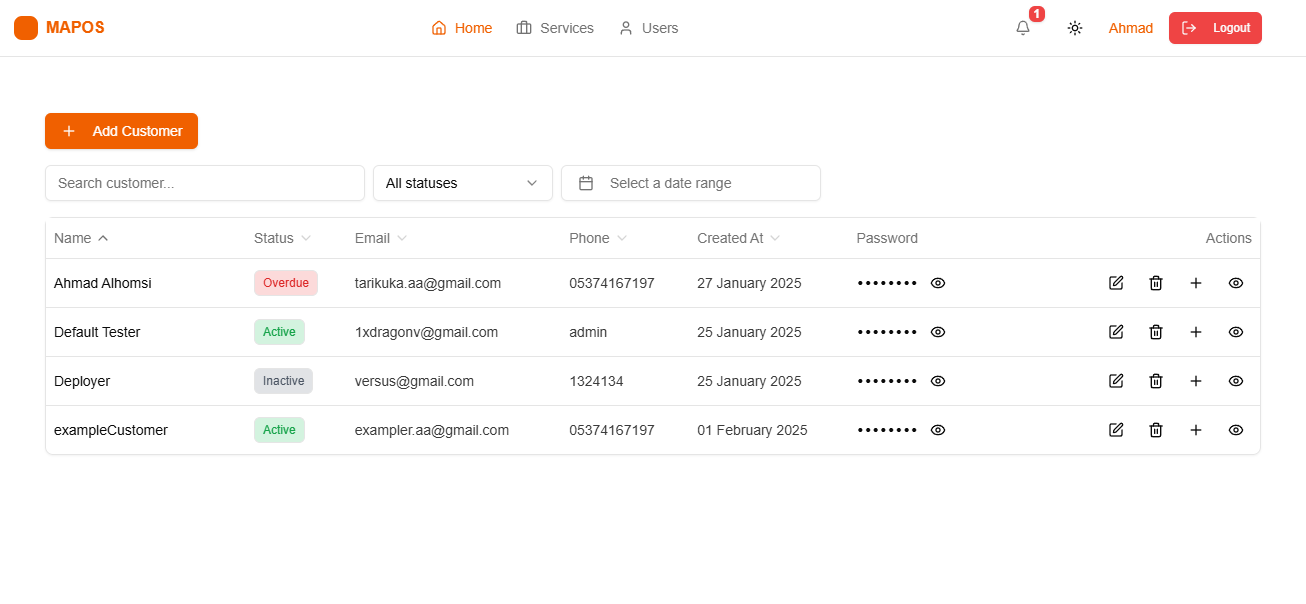 MAPOS Home Services Users 1 Ahmad Logout
Add Customer
Search customer... All statuses Select a date range
Name Status Email Phone Created At Password Actions
Ahmad Alhomsi Overdue tarikuka.aa@gmail.com 05374167197 27 January 2025 ••••••••
Default Tester Active 1xdragonv@gmail.com admin 25 January 2025 ••••••••
Deployer Inactive versus@gmail.com 1324134 25 January 2025 ••••••••
exampleCustomer Active exampler.aa@gmail.com 05374167197 01 February 2025 ••••••••